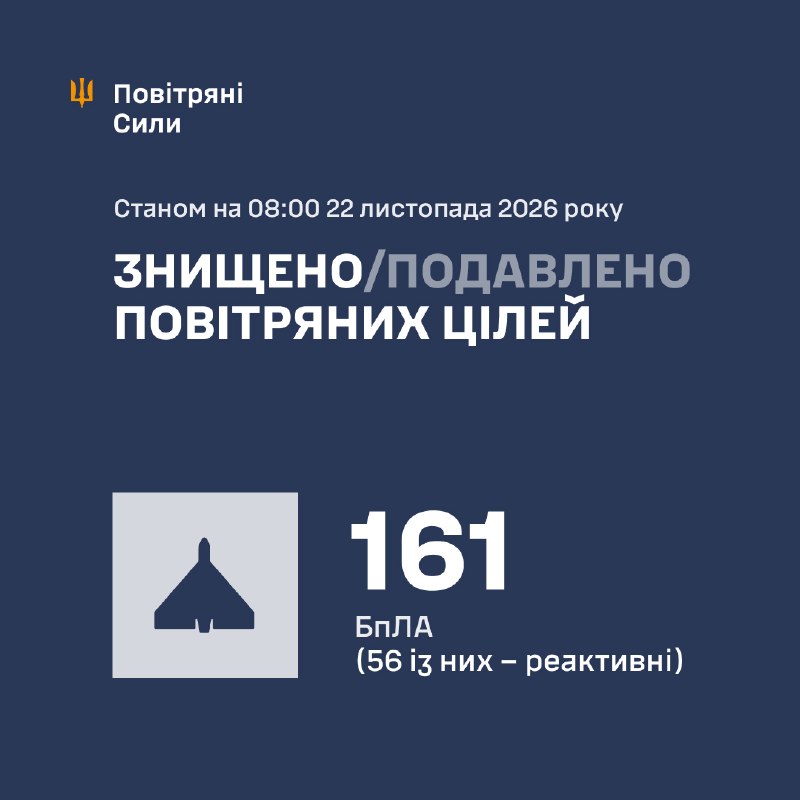 Повітряні
Сили
Станом на 08:00 22 листопада 2026 року
ЗНИЩЕНО/ПОДАВЛЕНО
ПОВІТРЯНИХ ЦІЛЕЙ
161
БпЛА
(56 із них – реактивні)